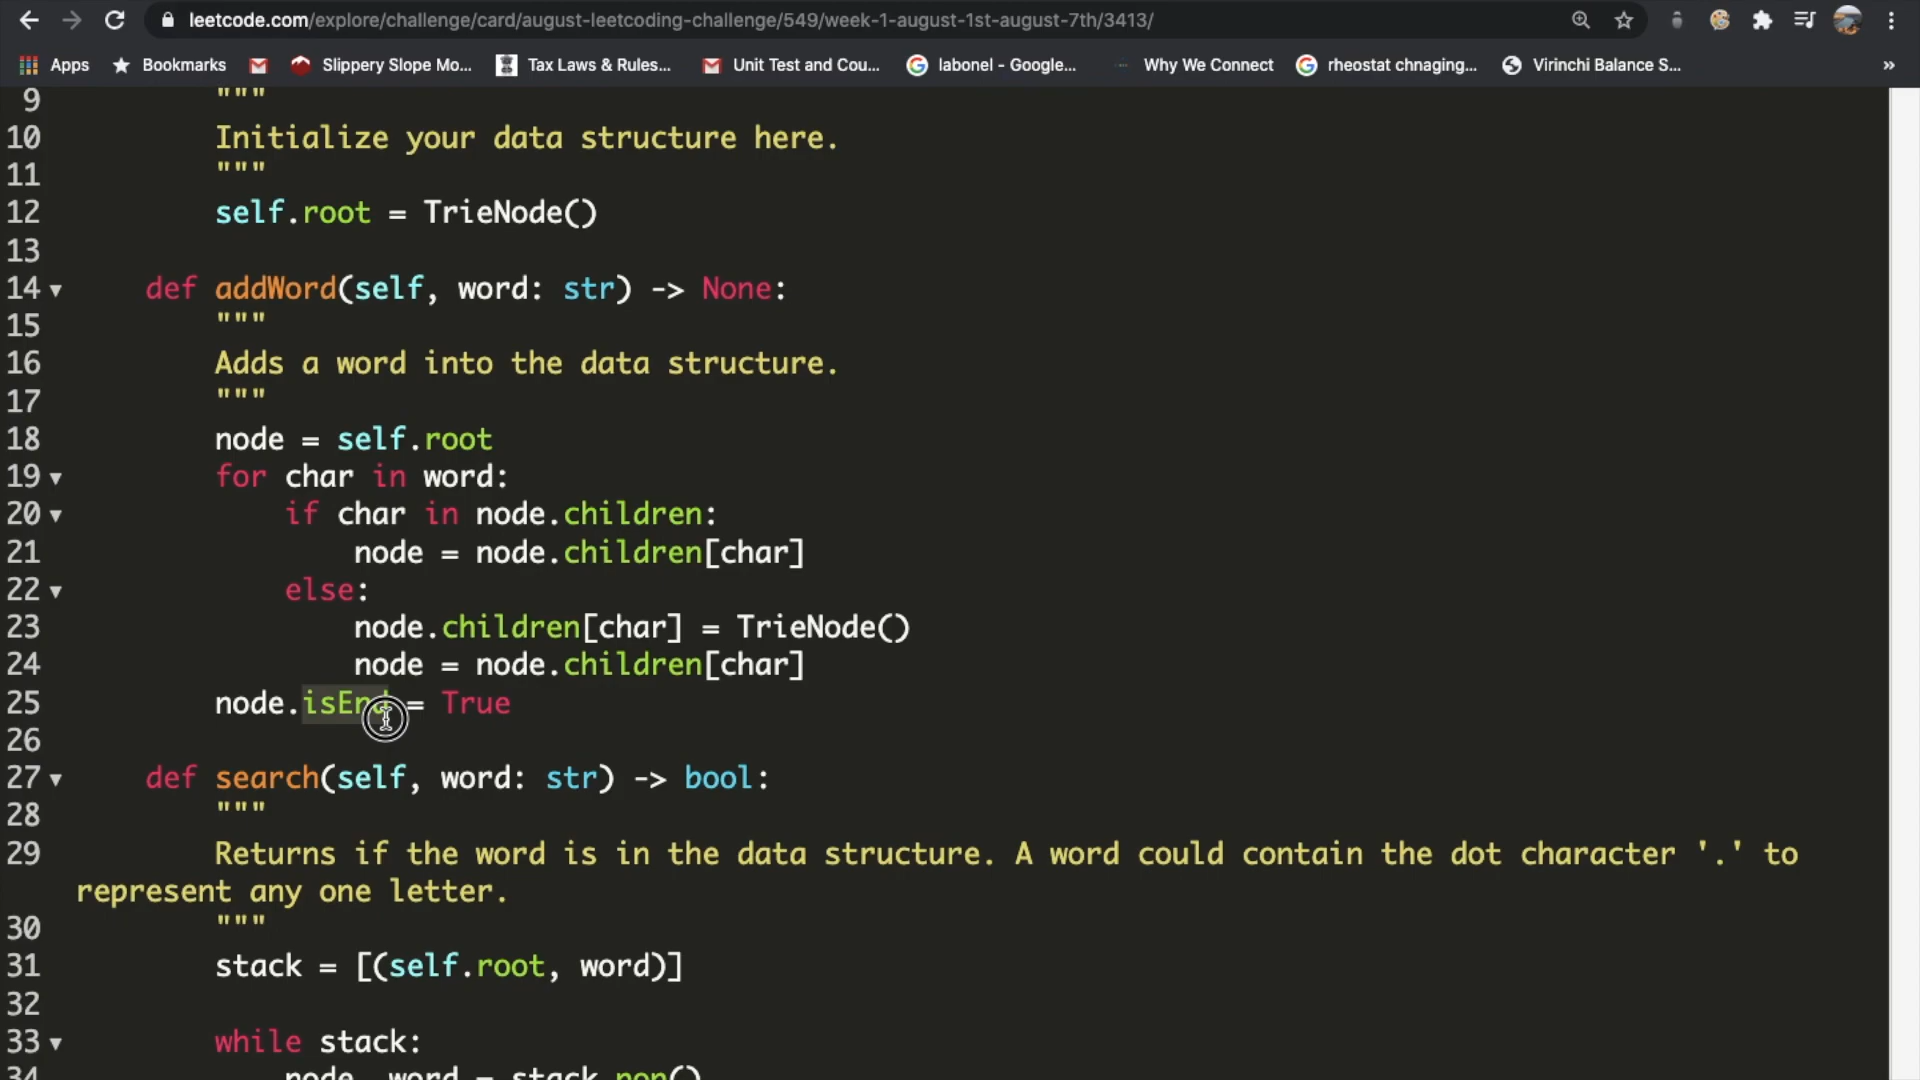 leetcode.com/explore/challenge/card/august-leetcoding-challenge/549/week-1-august-1st-august-7th/3413/
Apps Bookmarks Slippery Slope Mo... Tax Laws & Rules... Unit Test and Cou... labonel - Google... Why We Connect rheostat chnaging... Virinchi Balance S... »
9 """
10 Initialize your data structure here.
11 """
12 self.root = TrieNode()
13
14 def addWord(self, word: str) -> None:
15 """
16 Adds a word into the data structure.
17 """
18 node = self.root
19 for char in word:
20 if char in node.children:
21 node = node.children[char]
22 else:
23 node.children[char] = TrieNode()
24 node = node.children[char]
25 node.isEnd = True
26
27 def search(self, word: str) -> bool:
28 """
29 Returns if the word is in the data structure. A word could contain the dot character '.' to
represent any one letter.
30 """
31 stack = [(self.root, word)]
32
33 while stack:
34 node, word = stack.pop()